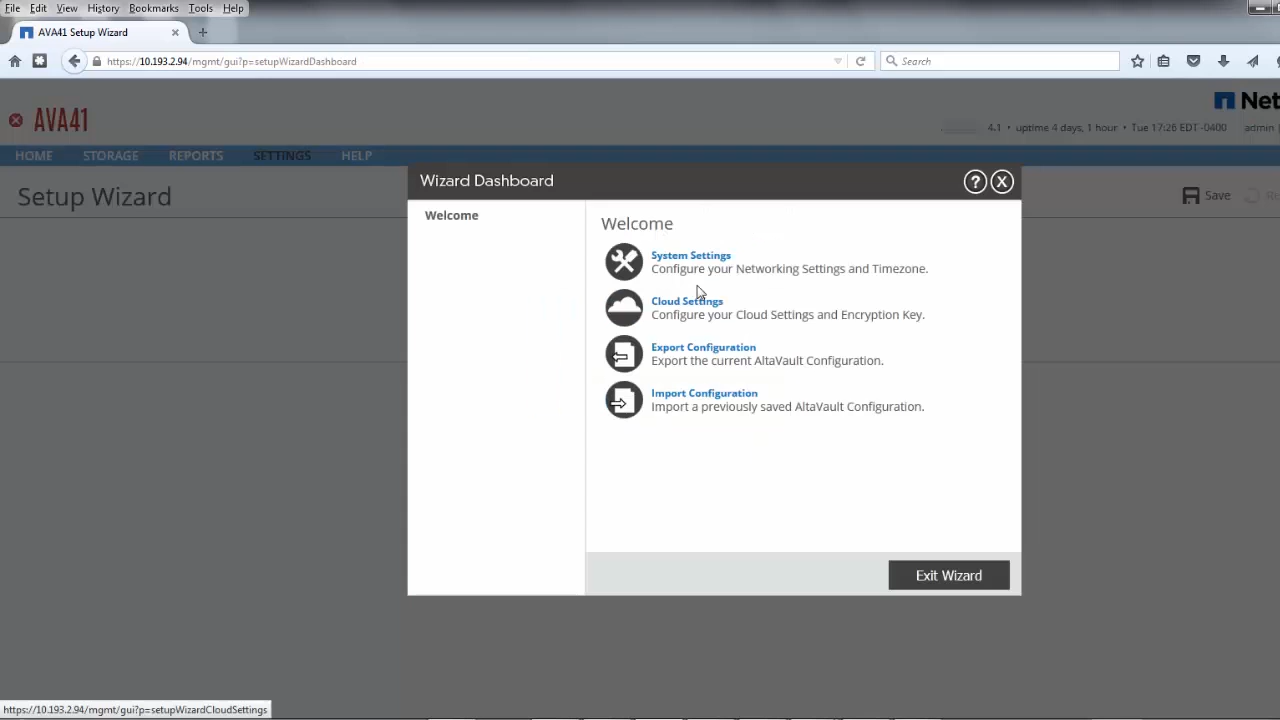 File Edit View History Bookmarks Tools Help
AVA41 Setup Wizard
https://10.193.2.94/mgmt/gui?p=setupWizardDashboard
Search
AVA41
Net
4.1 • uptime 4 days, 1 hour • Tue 17:26 EDT -0400 admin
HOME STORAGE REPORTS SETTINGS HELP
Setup Wizard
Save
Wizard Dashboard
Welcome
Welcome
System Settings
Configure your Networking Settings and Timezone.
Cloud Settings
Configure your Cloud Settings and Encryption Key.
Export Configuration
Export the current AltaVault Configuration.
Import Configuration
Import a previously saved AltaVault Configuration.
Exit Wizard
https://10.193.2.94/mgmt/gui?p=setupWizardCloudSettings